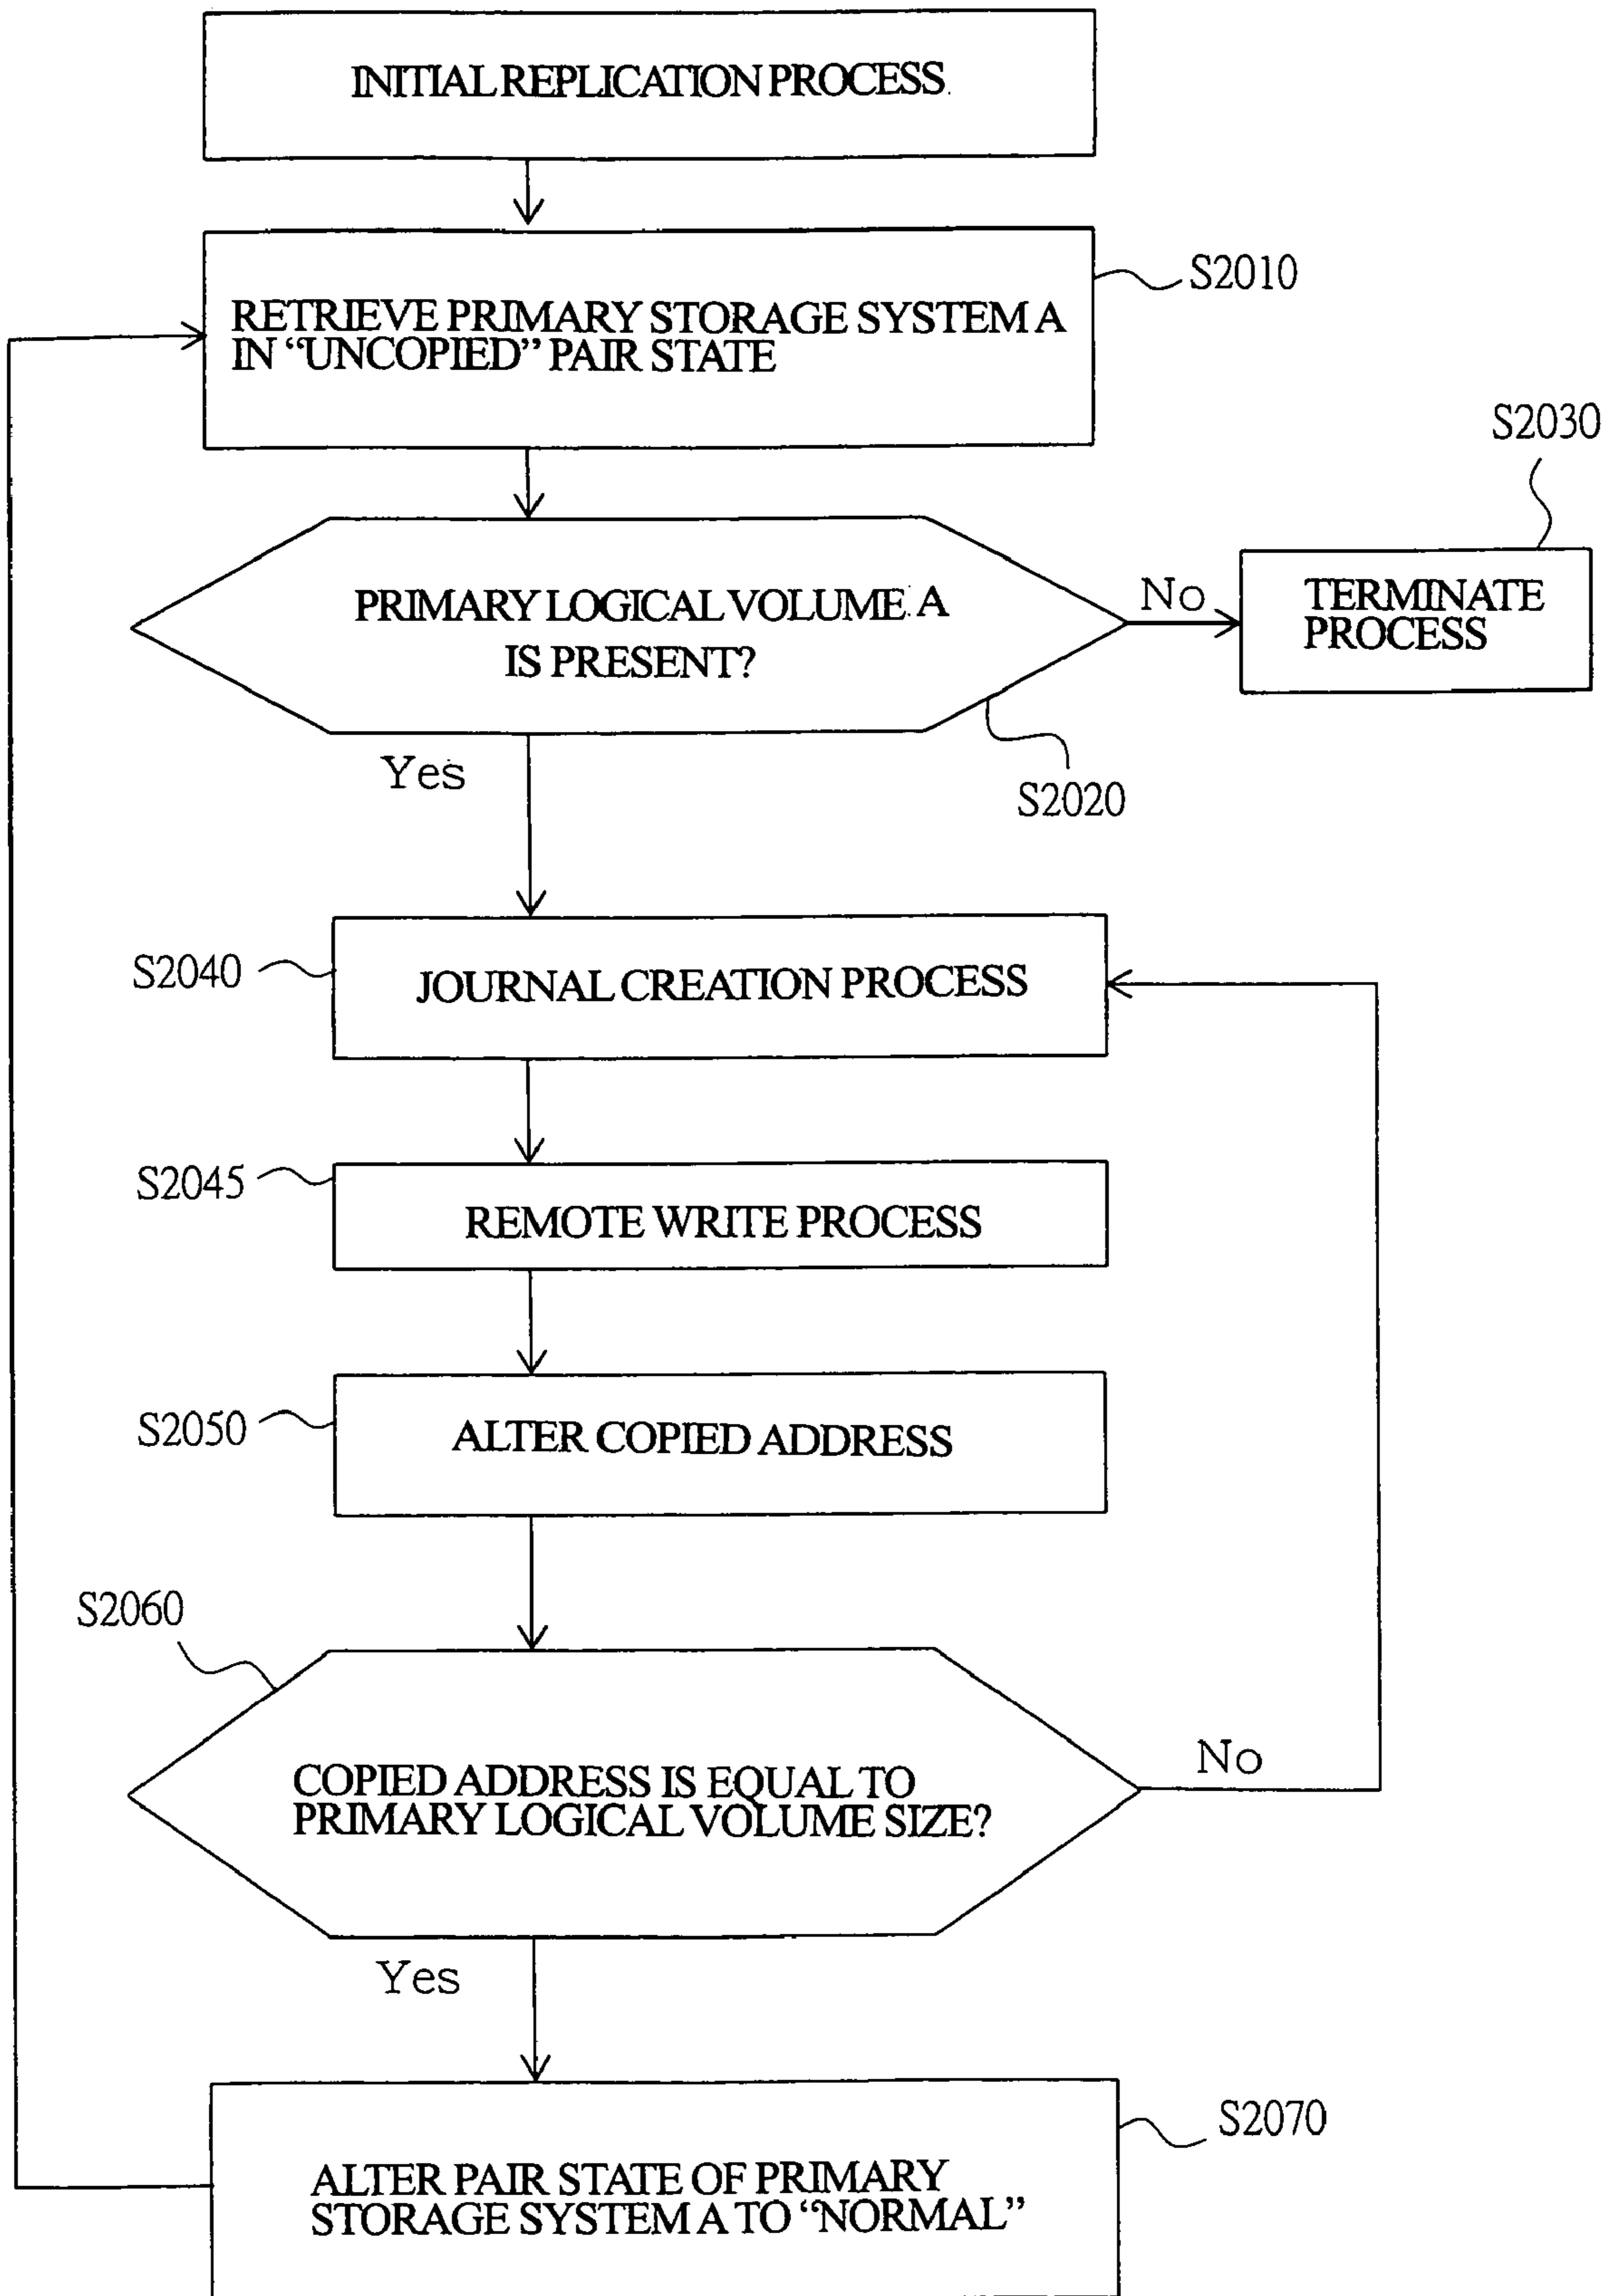 INITIAL REPLICATION PROCESS
S2010
RETRIEVE PRIMARY STORAGE SYSTEM A
IN “UNCOPIED” PAIR STATE
S2030
PRIMARY LOGICAL VOLUME A
IS PRESENT?
No
TERMINATE
PROCESS
Yes
S2020
S2040
JOURNAL CREATION PROCESS
S2045
REMOTE WRITE PROCESS
S2050
ALTER COPIED ADDRESS
S2060
COPIED ADDRESS IS EQUAL TO
PRIMARY LOGICAL VOLUME SIZE?
No
Yes
S2070
ALTER PAIR STATE OF PRIMARY
STORAGE SYSTEM A TO “NORMAL”